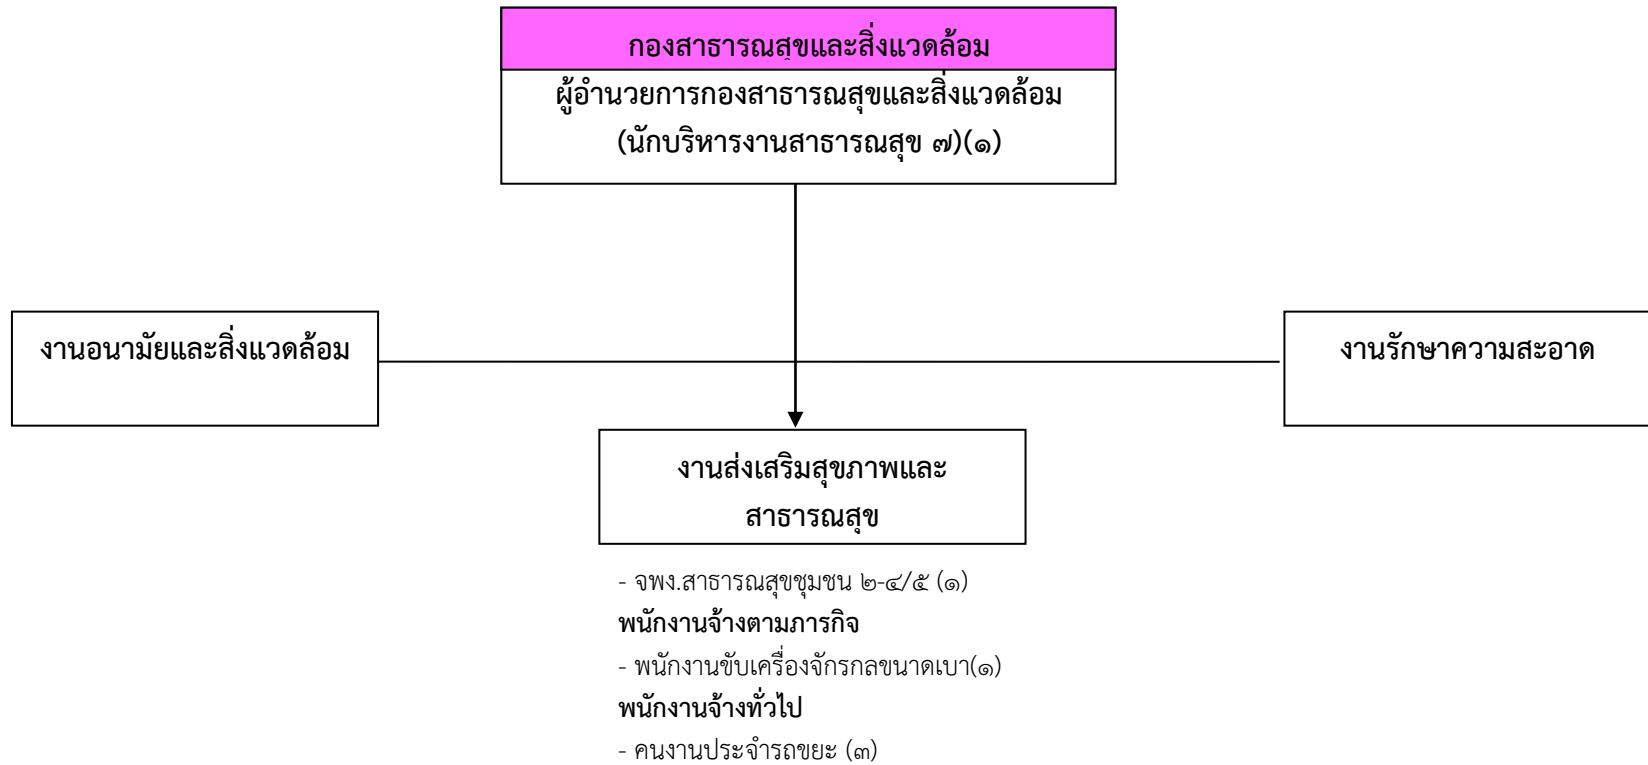 กองสาธารณสุขและสิ่งแวดล้อม
ผู้อำนวยการกองสาธารณสุขและสิ่งแวดล้อม
(นักบริหารงานสาธารณสุข ๗)(๑)
งานอนามัยและสิ่งแวดล้อม
งานรักษาความสะอาด
งานส่งเสริมสุขภาพและ
สาธารณสุข
- จพง.สาธารณสุขชุมชน ๒-๔/๕ (๑)
พนักงานจ้างตามภารกิจ
- พนักงานขับเครื่องจักรกลขนาดเบา(๑)
พนักงานจ้างทั่วไป
- คนงานประจำรถขยะ (๓)